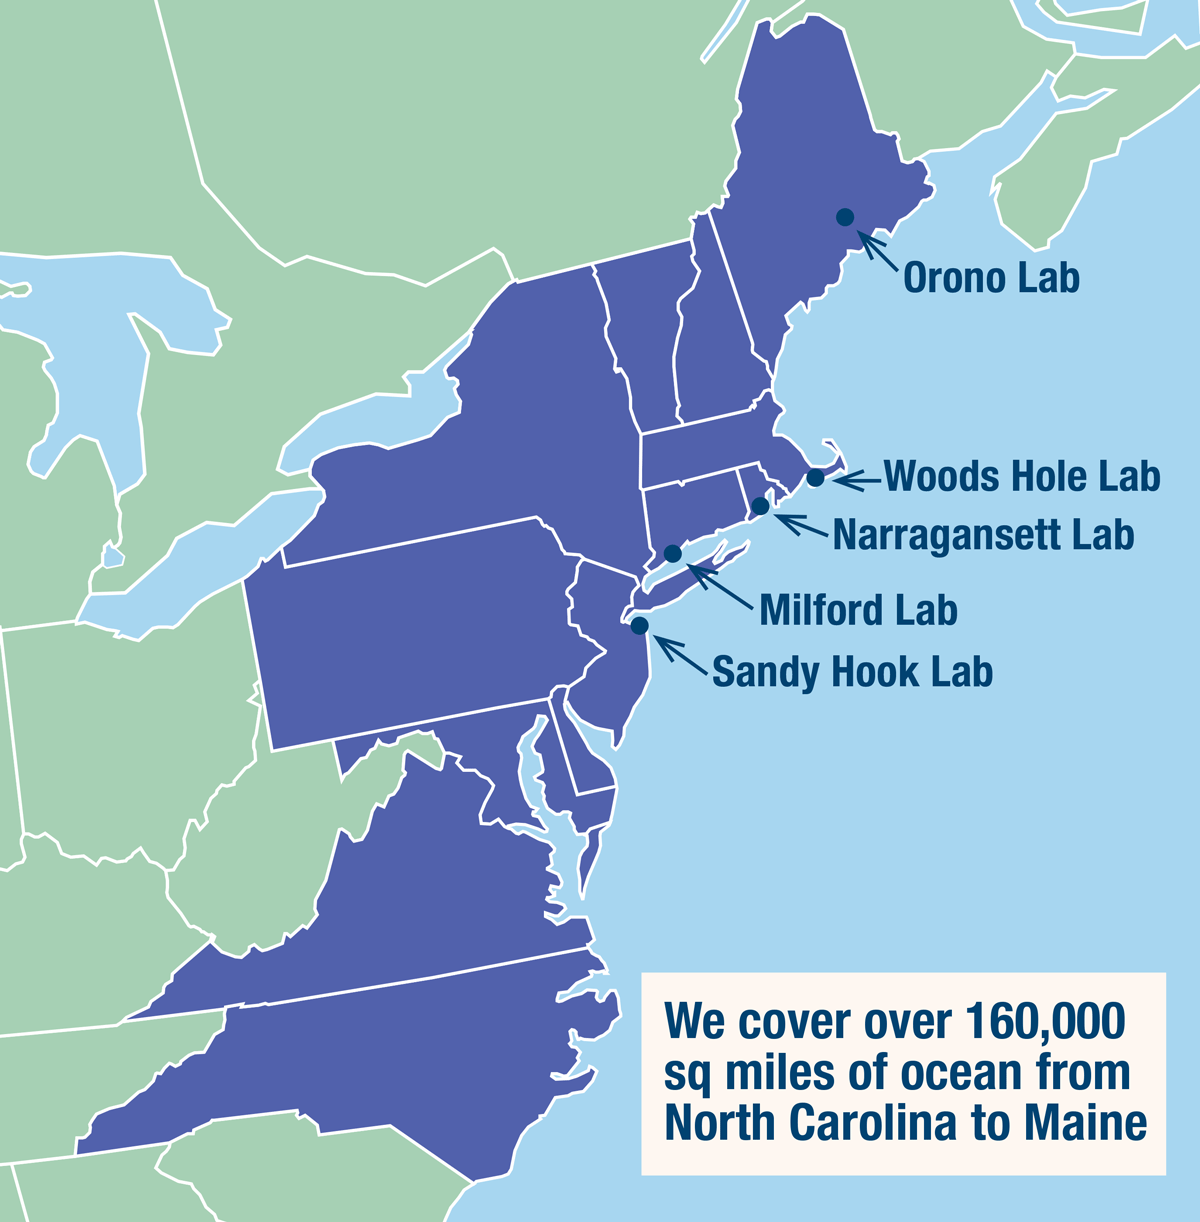 Orono Lab
Woods Hole Lab
Narragansett Lab
Milford Lab
Sandy Hook Lab
We cover over 160,000
sq miles of ocean from
North Carolina to Maine